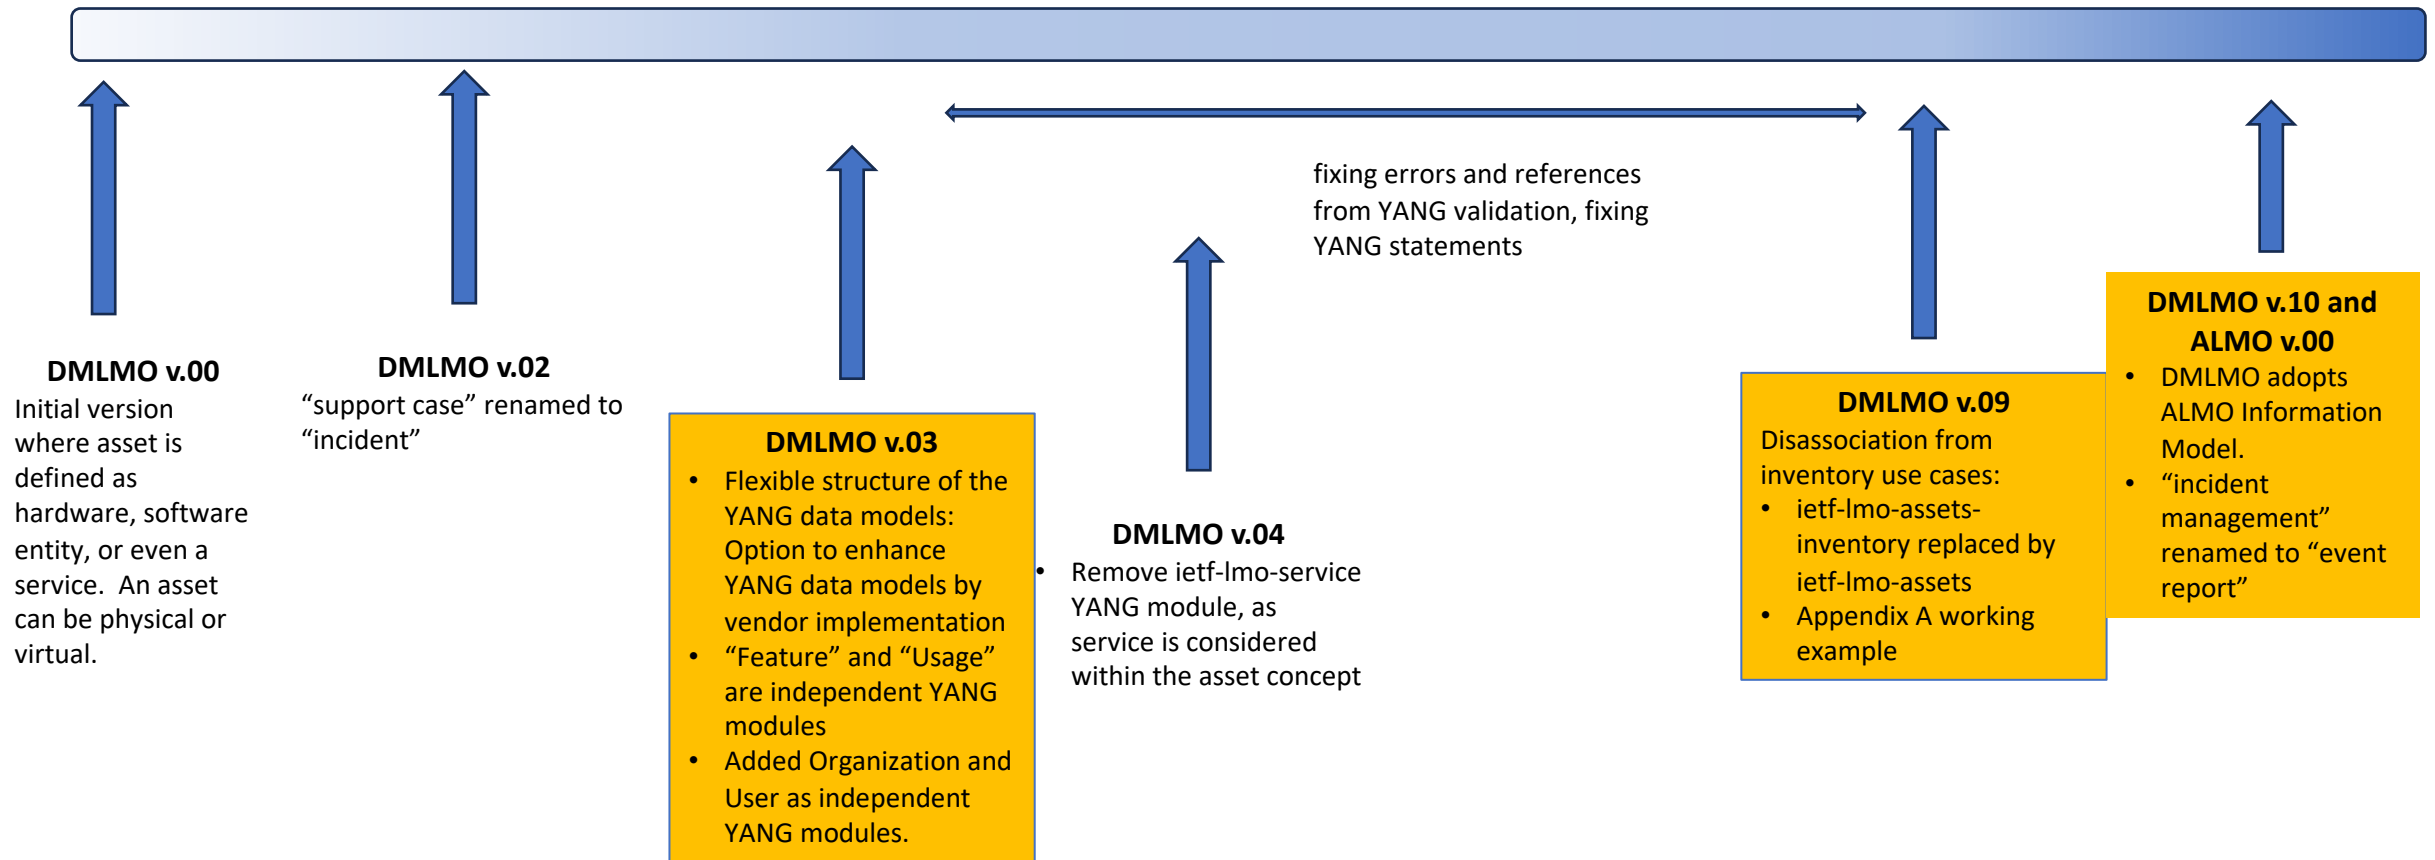 DMLMO v.00
Initial version
where asset is
defined as
hardware, software
entity, or even a
service.  An asset
can be physical or
virtual.
DMLMO v.02
“support case” renamed to
“incident”
DMLMO v.03
• Flexible structure of the
YANG data models:
Option to enhance
YANG data models by
vendor implementation
• “Feature” and “Usage”
are independent YANG
modules
• Added Organization and
User as independent
YANG modules.
DMLMO v.04
• Remove ietf-lmo-service
YANG module, as
service is considered
within the asset concept
fixing errors and references
from YANG validation, fixing
YANG statements
DMLMO v.09
Disassociation from
inventory use cases:
• ietf-lmo-assets-
inventory replaced by
ietf-lmo-assets
• Appendix A working
example
DMLMO v.10 and
ALMO v.00
• DMLMO adopts
ALMO Information
Model.
• “incident
management”
renamed to “event
report”